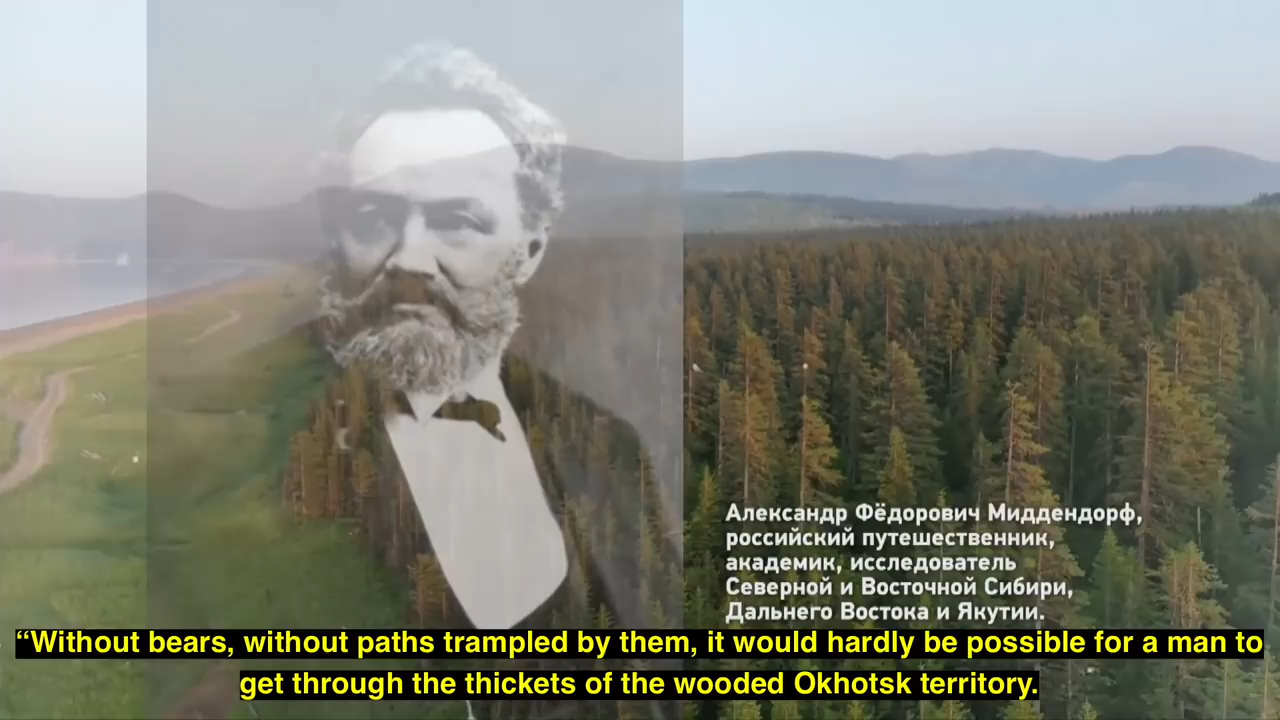 Александр Фёдорович Миддендорф,
российский путешественник,
академик, исследователь
Северной и Восточной Сибири,
Дальнего Востока и Якутии.
“Without bears, without paths trampled by them, it would hardly be possible for a man to
get through the thickets of the wooded Okhotsk territory.